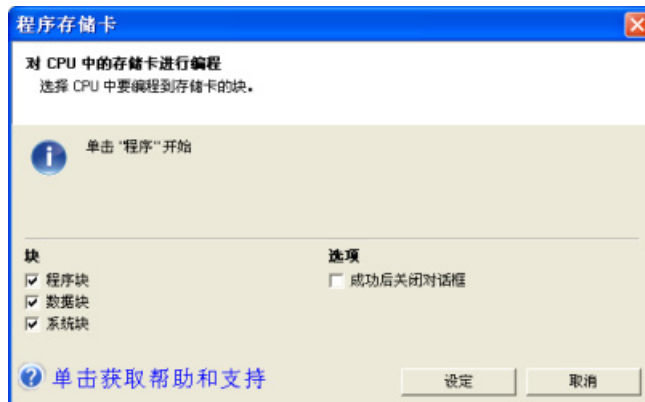 程序存储卡
对 CPU 中的存储卡进行编程
选择 CPU 中要编程到存储卡的块。
单击 "程序" 开始
块
选项
程序块
成功后关闭对话框
数据块
系统块
单击获取帮助和支持
设定
取消